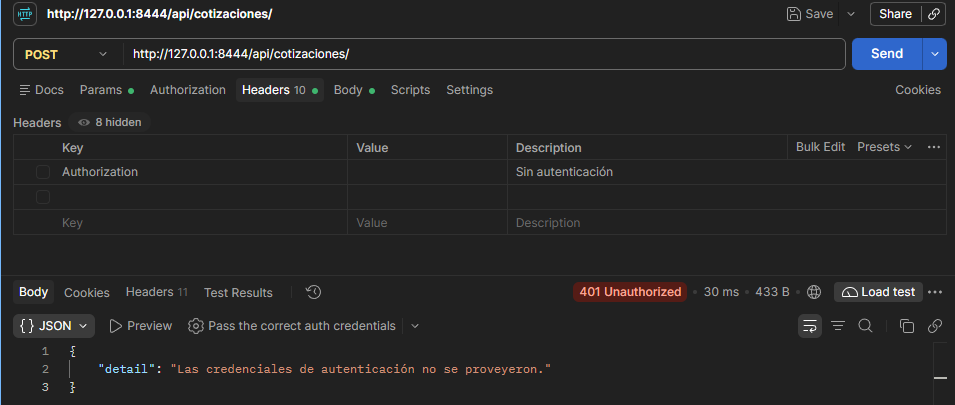 HTTP http://127.0.0.1:8444/api/cotizaciones/ Save Share
POST http://127.0.0.1:8444/api/cotizaciones/ Send
Docs Params Authorization Headers 10 Body Scripts Settings Cookies
Headers 8 hidden
Key Value Description Bulk Edit Presets
Authorization Sin autenticación
Key Value Description
Body Cookies Headers 11 Test Results 401 Unauthorized • 30 ms • 433 B • Load test
{} JSON Preview Pass the correct auth credentials
1 {
2 "detail": "Las credenciales de autenticación no se proveyeron."
3 }